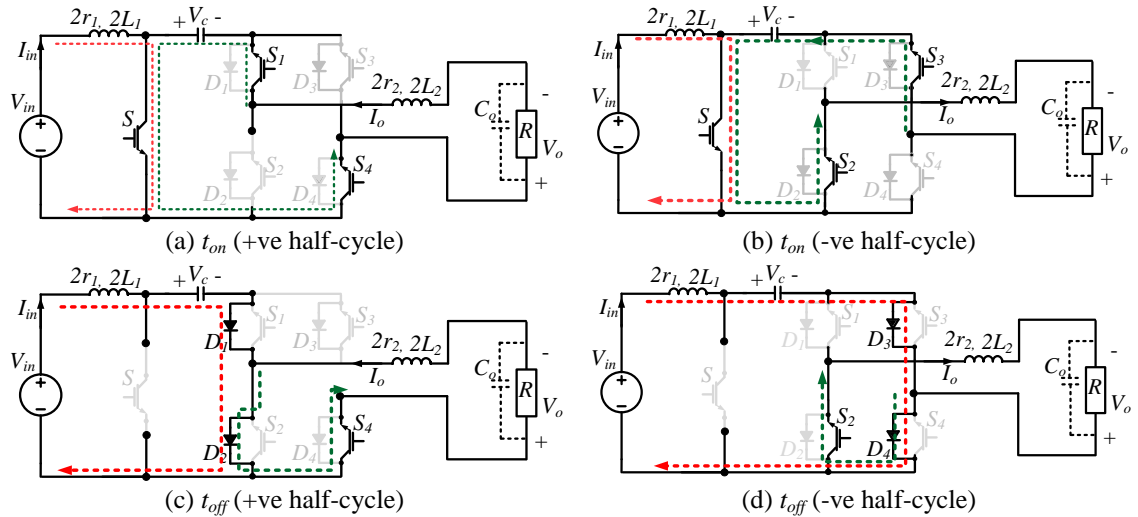 2r1, 2L1
+ Vc -
Iin
Vin
S
S1
D1
S2
D2
S3
D3
S4
D4
2r2, 2L2
Io
Co
R
-
Vo
+
(a) ton (+ve half-cycle)
2r1, 2L1
+ Vc -
Iin
Vin
S
S1
D1
S2
D2
S3
D3
S4
D4
2r2, 2L2
Io
Co
R
-
Vo
+
(b) ton (-ve half-cycle)
2r1, 2L1
+ Vc -
Iin
Vin
S
S1
D1
S2
D2
S3
D3
S4
D4
2r2, 2L2
Io
Co
R
-
Vo
+
(c) toff (+ve half-cycle)
2r1, 2L1
+ Vc -
Iin
Vin
S
S1
D1
S2
D2
S3
D3
S4
D4
2r2, 2L2
Io
Co
R
-
Vo
+
(d) toff (-ve half-cycle)